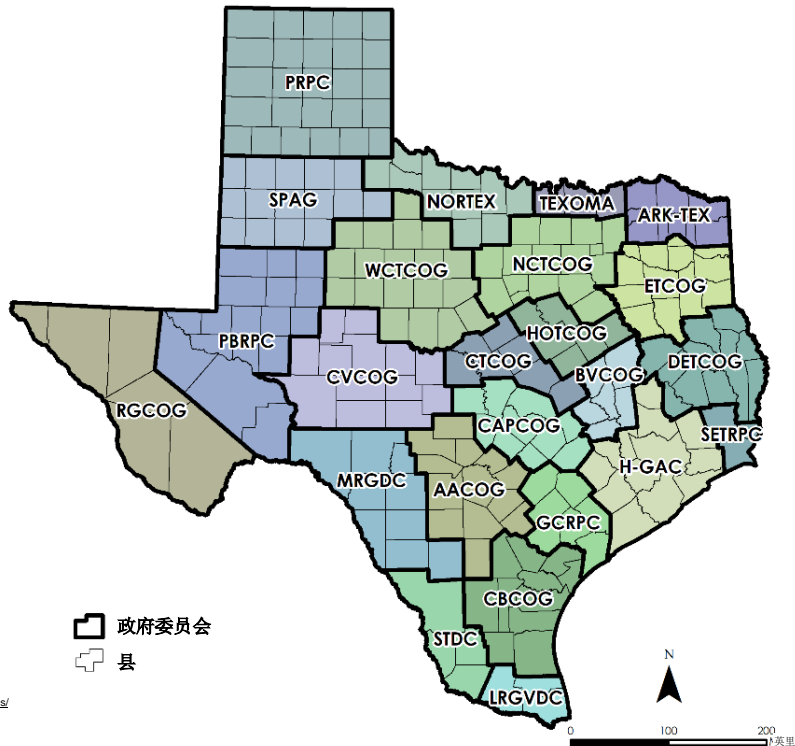 PRPC
SPAG
NORTEX
TEXOMA
ARK-TEX
WCTCOG
NCTCOG
ETCOG
PBRPC
HOTCOG
CTCOG
BVCOG
DETCOG
CVCOG
RGCOG
CAPCOG
SETRPC
H-GAC
MRGDC
AACOG
GCRPC
CBCOG
STDC
LRGVDC
政府委员会
县
s/
N
0 100 200
英里